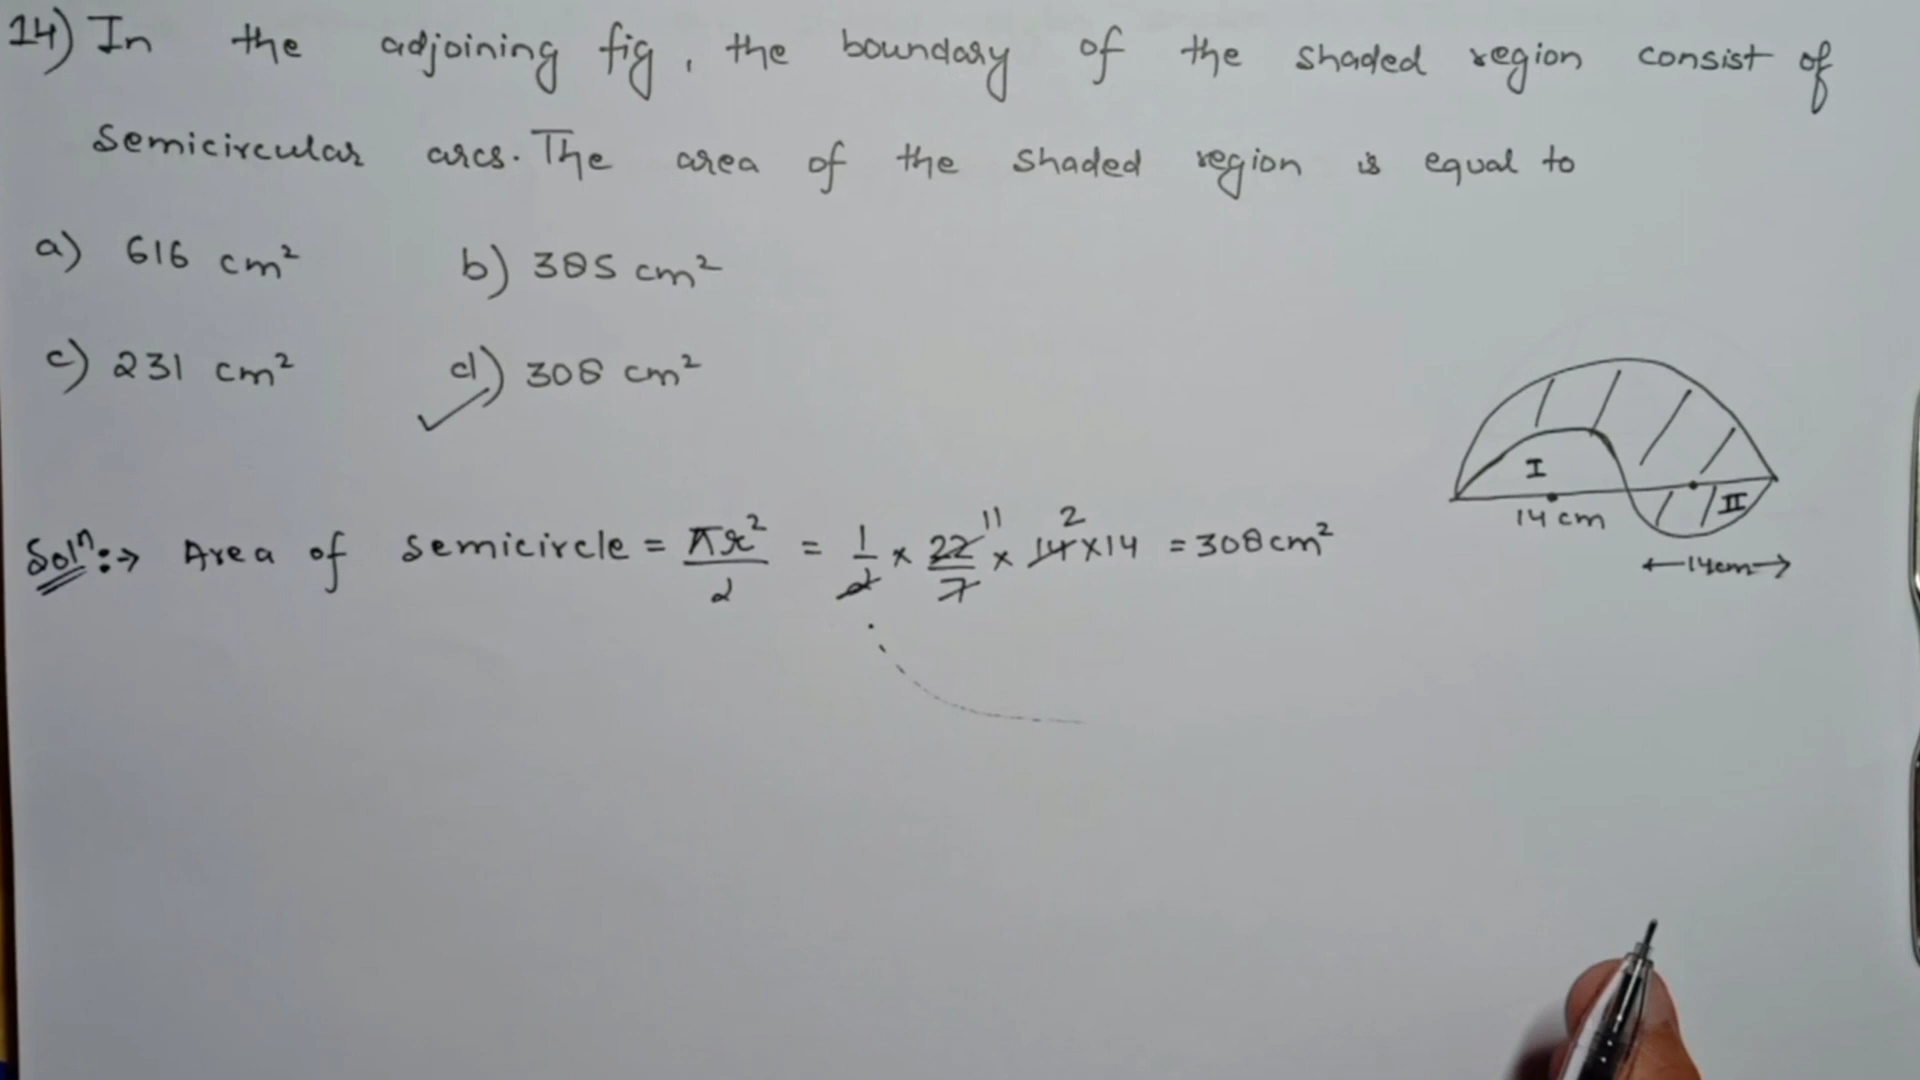 14) In the adjoining fig, the boundary of the shaded region consist of
semicircular arcs. The area of the shaded region is equal to
a) 616 cm² b) 385 cm²
c) 231 cm² d) 308 cm²
I
II
14 cm
14cm
Solⁿ:→ Area of semicircle = πr²/2 = 1/2 × 22/7 × 14×14 = 308cm²
11 2